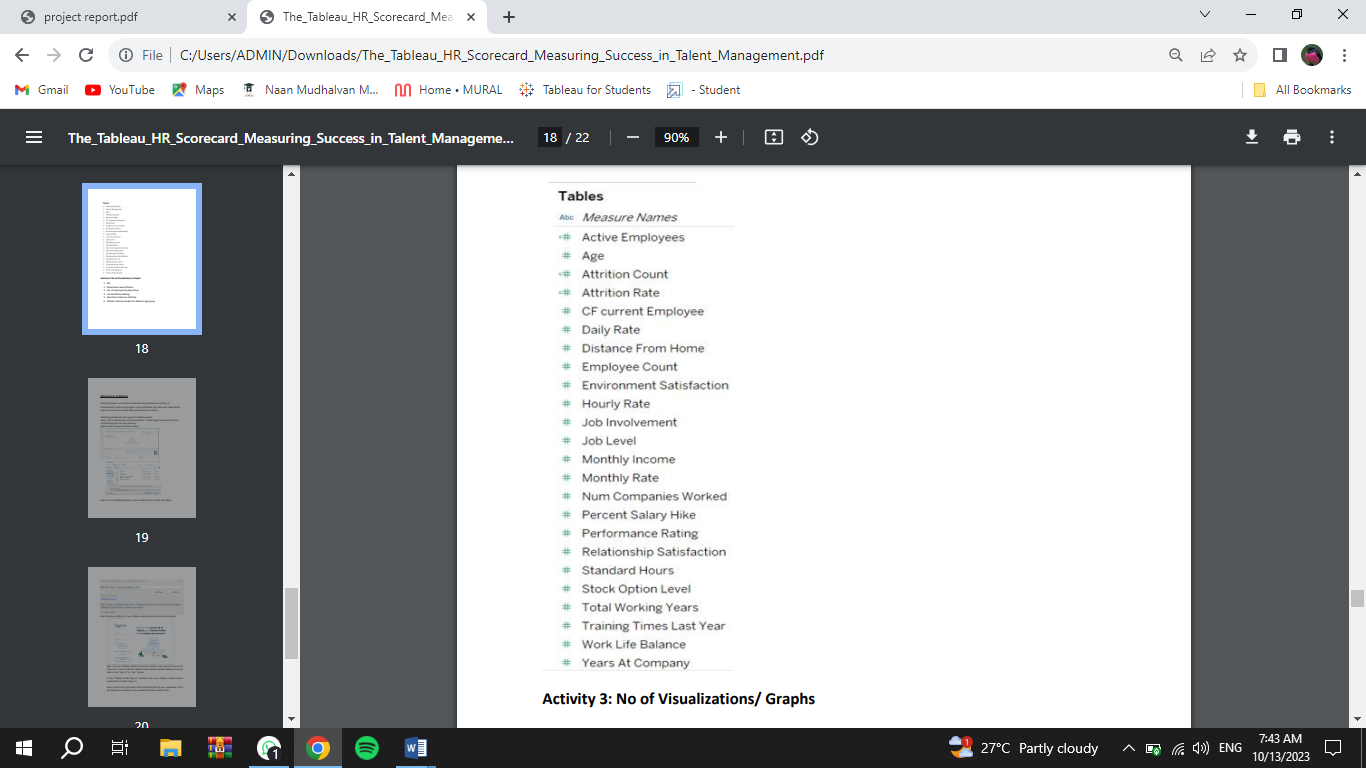 project report.pdf
The_Tableau_HR_Scorecard_Mea
File C:/Users/ADMIN/Downloads/The_Tableau_HR_Scorecard_Measuring_Success_in_Talent_Management.pdf
Gmail YouTube Maps Naan Mudhalvan M... Home • MURAL Tableau for Students - Student All Bookmarks
The_Tableau_HR_Scorecard_Measuring_Success_in_Talent_Manageme... 18 / 22 90%
18
19
20
Tables
Abc Measure Names
# Active Employees
# Age
# Attrition Count
# Attrition Rate
# CF current Employee
# Daily Rate
# Distance From Home
# Employee Count
# Environment Satisfaction
# Hourly Rate
# Job Involvement
# Job Level
# Monthly Income
# Monthly Rate
# Num Companies Worked
# Percent Salary Hike
# Performance Rating
# Relationship Satisfaction
# Standard Hours
# Stock Option Level
# Total Working Years
# Training Times Last Year
# Work Life Balance
# Years At Company
Activity 3: No of Visualizations/ Graphs
1
1
27°C Partly cloudy
ENG
7:43 AM
10/13/2023